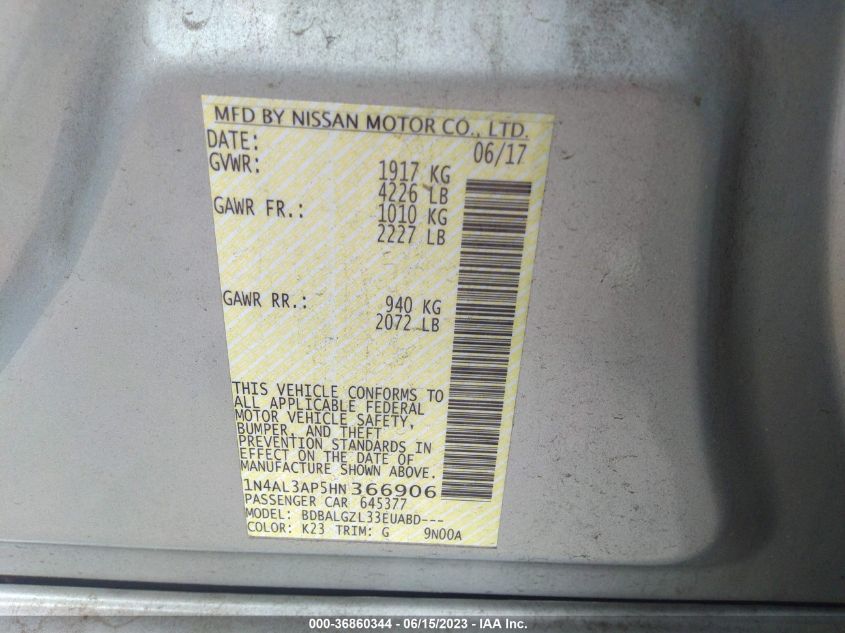 MFD BY NISSAN MOTOR CO., LTD.
DATE: 06/17
GVWR: 1917 KG
4226 LB
GAWR FR.: 1010 KG
2227 LB
GAWR RR.: 940 KG
2072 LB
THIS VEHICLE CONFORMS TO
ALL APPLICABLE FEDERAL
MOTOR VEHICLE SAFETY,
BUMPER, AND THEFT
PREVENTION STANDARDS IN
EFFECT ON THE DATE OF
MANUFACTURE SHOWN ABOVE.
1N4AL3AP5HN366906
PASSENGER CAR 645377
MODEL: BDBALGZL33EUABD---
COLOR: K23 TRIM: G 9N00A
000-36860344 - 06/15/2023 - IAA Inc.